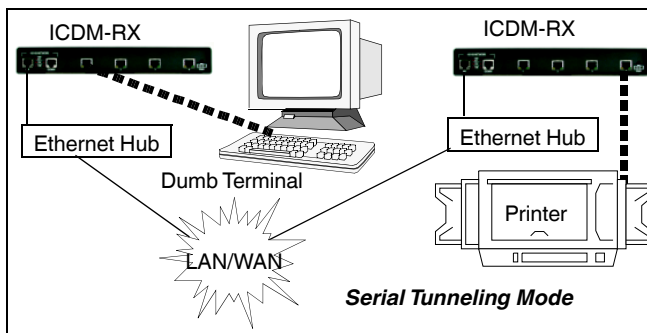 ICDM-RX
ICDM-RX
Ethernet Hub
Ethernet Hub
Dumb Terminal
Printer
LAN/WAN
Serial Tunneling Mode